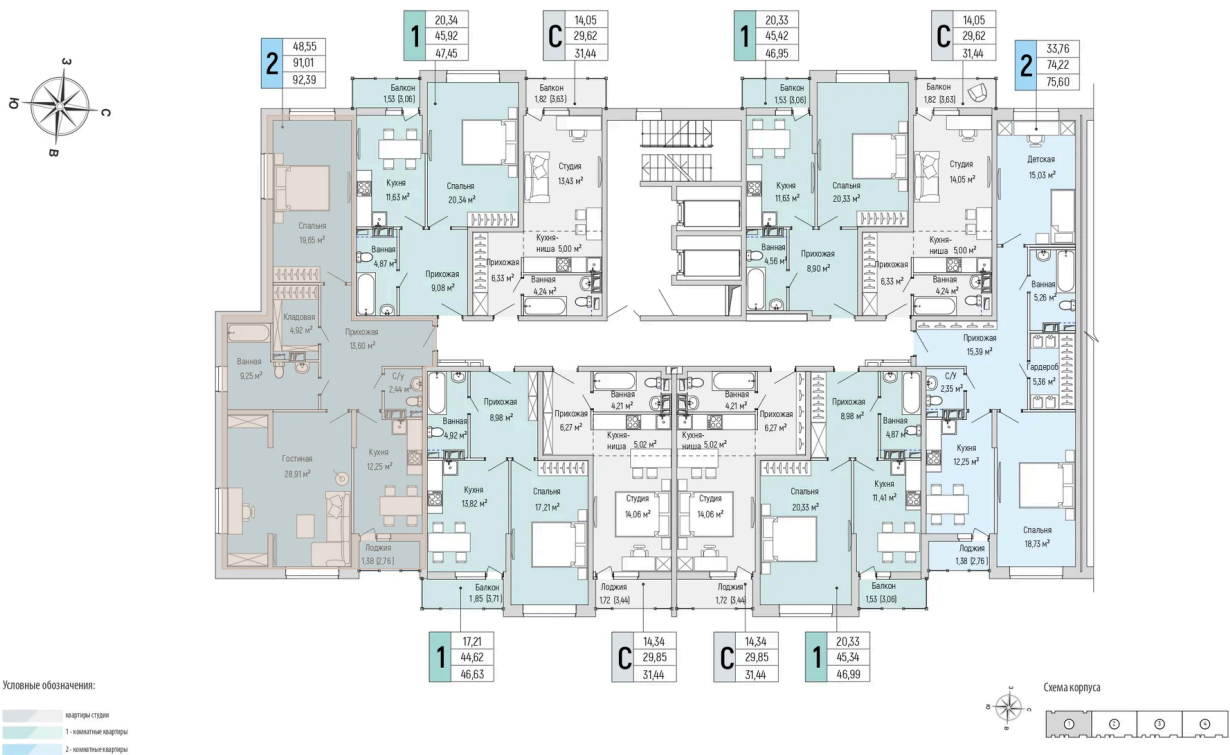 2
48,55
91,01
92,39
1
20,34
45,92
47,45
С
14,05
29,62
31,44
1
20,33
45,42
46,95
С
14,05
29,62
31,44
2
33,76
74,22
75,60
З
Ю
С
В
Балкон
1,53 (3,06)
Балкон
1,82 (3,63)
Балкон
1,53 (3,06)
Балкон
1,82 (3,63)
Спальня
19,65 м²
Кухня
11,63 м²
Спальня
20,34 м²
Студия
13,43 м²
Кухня
11,63 м²
Спальня
20,33 м²
Студия
14,05 м²
Детская
15,03 м²
Ванная
4,87 м²
Прихожая
9,08 м²
Прихожая
6,33 м²
Кухня-
ниша 5,00 м²
Ванная
4,24 м²
Ванная
4,56 м²
Прихожая
8,90 м²
Прихожая
6,33 м²
Кухня-
ниша 5,00 м²
Ванная
4,24 м²
Ванная
5,26 м²
Кладовая
4,92 м²
Прихожая
13,60 м²
Ванная
9,25 м²
С/У
2,44 м²
Прихожая
15,39 м²
Гардероб
5,36 м²
С/У
2,35 м²
Гостиная
28,91 м²
Кухня
12,25 м²
Ванная
4,92 м²
Прихожая
8,98 м²
Прихожая
6,27 м²
Ванная
4,21 м²
Кухня-
ниша 5,02 м²
Ванная
4,21 м²
Кухня-
ниша 5,02 м²
Прихожая
6,27 м²
Прихожая
8,98 м²
Ванная
4,87 м²
Кухня
12,25 м²
Кухня
13,82 м²
Спальня
17,21 м²
Студия
14,06 м²
Студия
14,06 м²
Спальня
20,33 м²
Кухня
11,41 м²
Спальня
18,73 м²
Лоджия
1,38 (2,76)
Балкон
1,85 (3,71)
Лоджия
1,72 (3,44)
Лоджия
1,72 (3,44)
Балкон
1,53 (3,06)
Лоджия
1,38 (2,76)
1
17,21
44,62
46,63
С
14,34
29,85
31,44
С
14,34
29,85
31,44
1
20,33
45,34
46,99
Условные обозначения:
квартиры студии
1 - комнатные квартиры
2 - комнатные квартиры
Схема корпуса
З
Ю
С
В
1
2
3
4